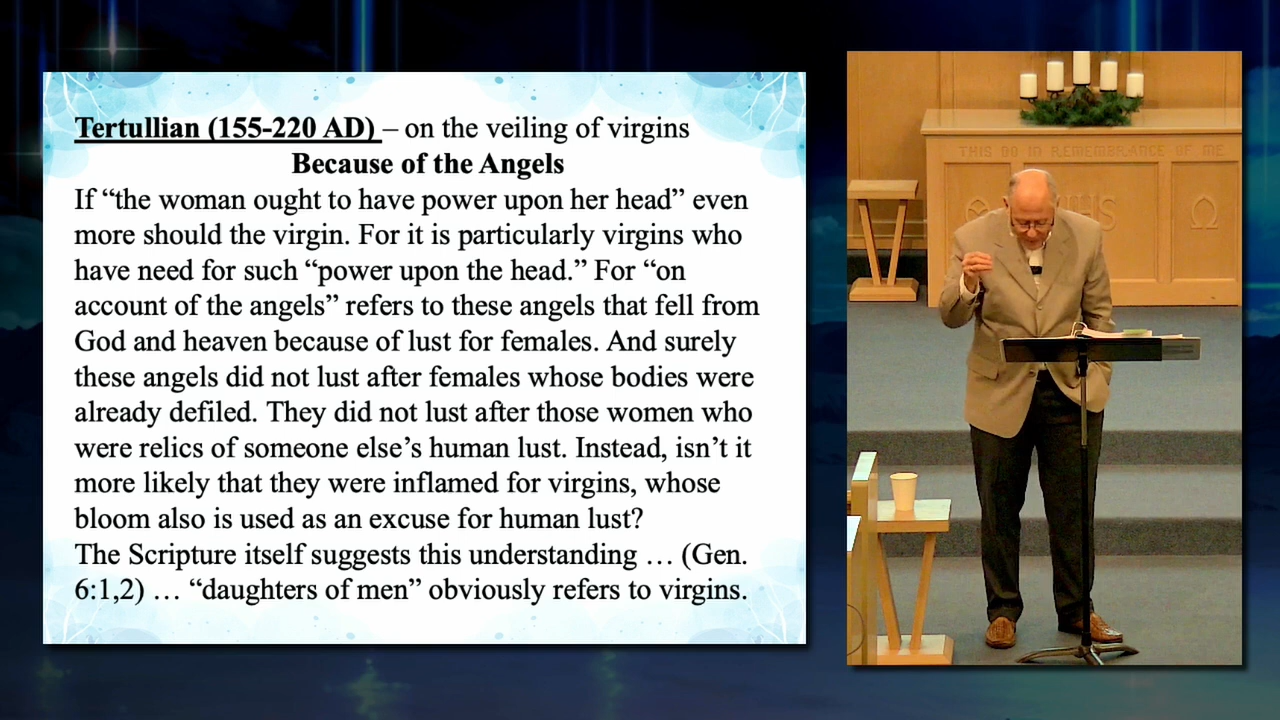 Tertullian (155-220 AD) – on the veiling of virgins
Because of the Angels
If “the woman ought to have power upon her head” even
more should the virgin. For it is particularly virgins who
have need for such “power upon the head.” For “on
account of the angels” refers to these angels that fell from
God and heaven because of lust for females. And surely
these angels did not lust after females whose bodies were
already defiled. They did not lust after those women who
were relics of someone else’s human lust. Instead, isn’t it
more likely that they were inflamed for virgins, whose
bloom also is used as an excuse for human lust?
The Scripture itself suggests this understanding … (Gen.
6:1,2) … “daughters of men” obviously refers to virgins.
THIS DO IN REMEMBRANCE OF ME
IHS
Ω